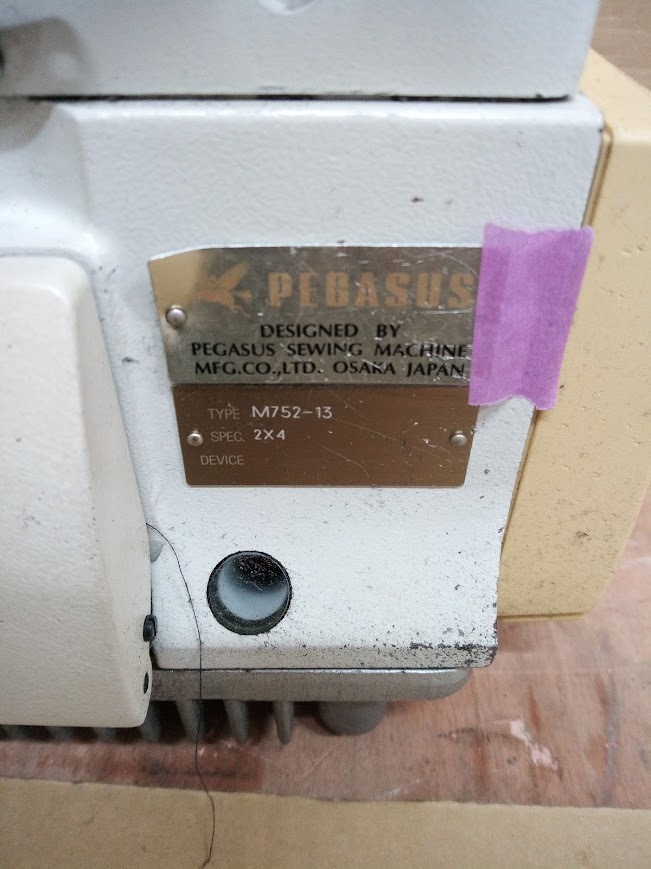 PEGASUS
DESIGNED BY
PEGASUS SEWING MACHINE
MFG.CO.,LTD. OSAKA JAPAN
TYPE M752-13
SPEC. 2X4
DEVICE